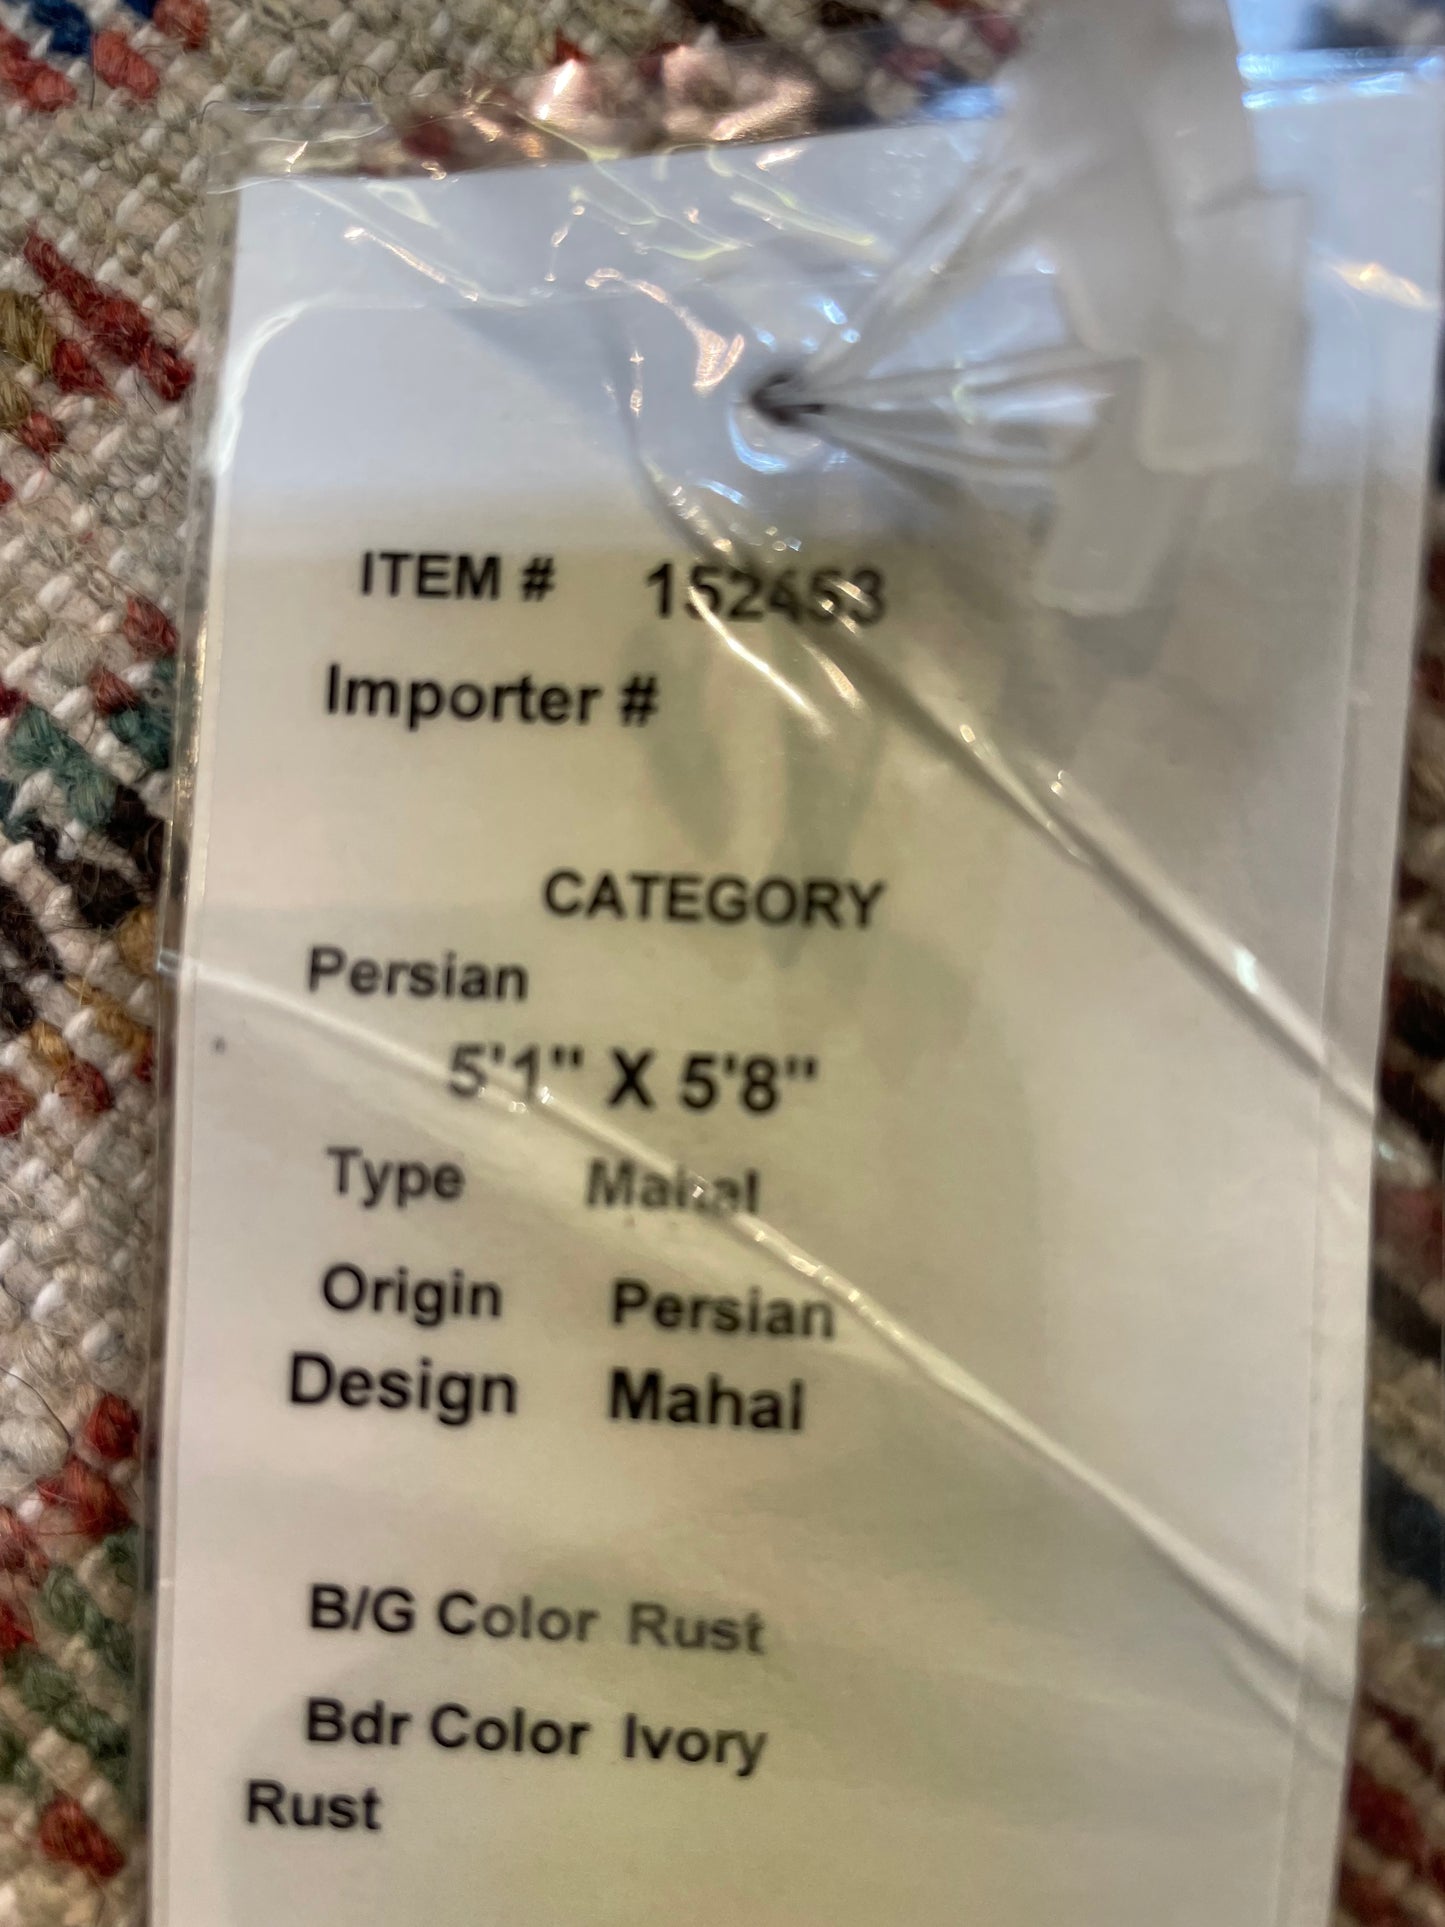 ITEM # 152453
Importer #
CATEGORY
Persian
5'1" X 5'8"
Type Mahal
Origin Persian
Design Mahal
B/G Color Rust
Bdr Color Ivory
Rust